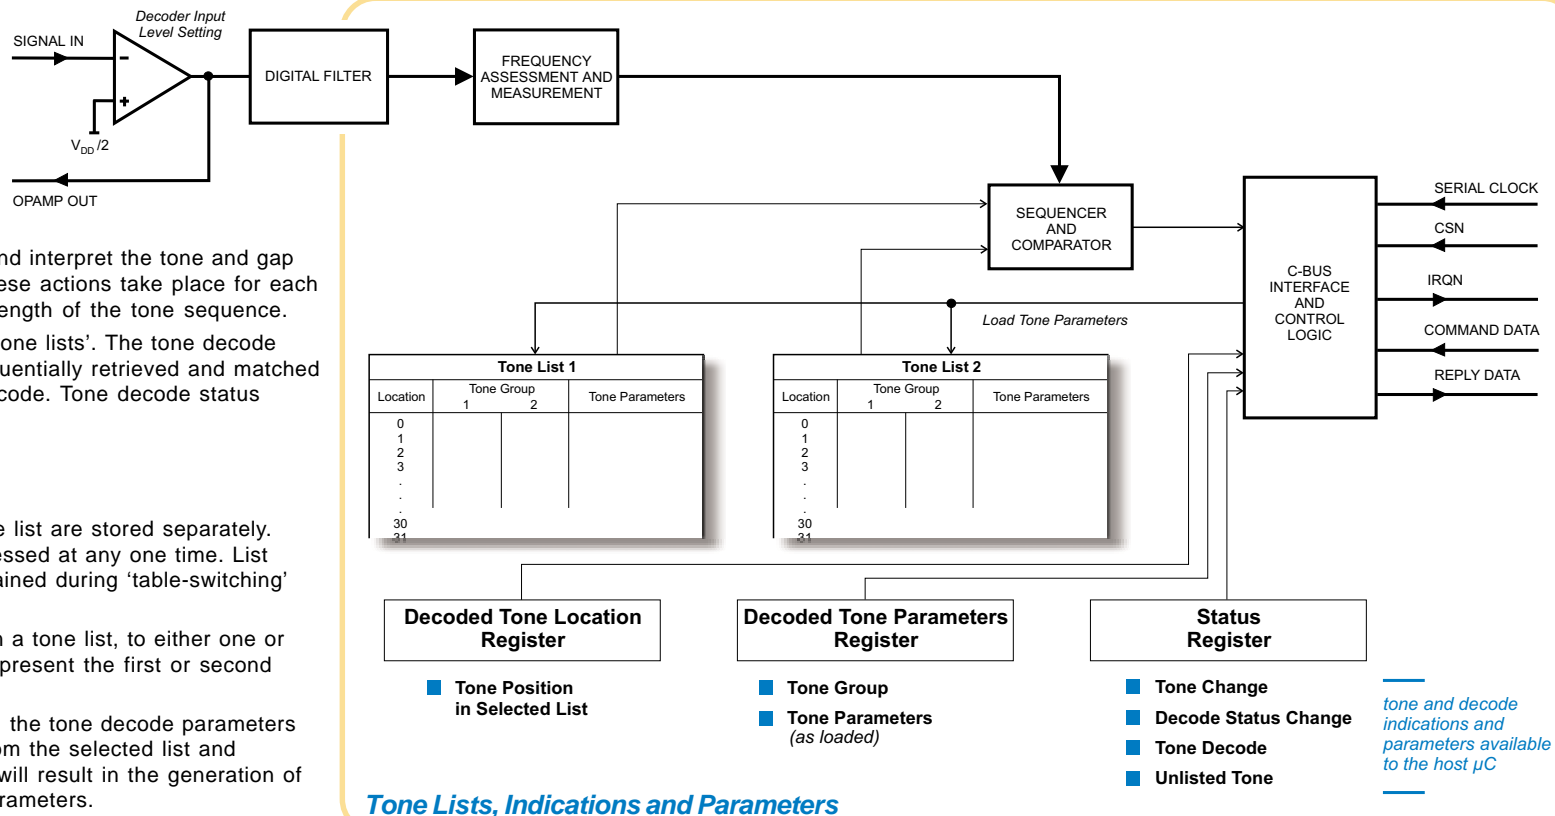 Decoder Input
Level Setting
SIGNAL IN
−
+
V_DD /2
OPAMP OUT
DIGITAL FILTER
FREQUENCY
ASSESSMENT AND
MEASUREMENT
SEQUENCER
AND
COMPARATOR
C-BUS
INTERFACE
AND
CONTROL
LOGIC
SERIAL CLOCK
CSN
IRQN
COMMAND DATA
REPLY DATA
Load Tone Parameters
nd interpret the tone and gap
ese actions take place for each
ength of the tone sequence.
one lists’. The tone decode
uentially retrieved and matched
code. Tone decode status
e list are stored separately.
essed at any one time. List
ained during ‘table-switching’
n a tone list, to either one or
present the first or second
the tone decode parameters
om the selected list and
will result in the generation of
rameters.
Tone List 1
Location Tone Group Tone Parameters
1 2
0
1
2
3
.
.
.
30
31
Tone List 2
Location Tone Group Tone Parameters
1 2
0
1
2
3
.
.
.
30
31
Decoded Tone Location
Register
Tone Position
in Selected List
Decoded Tone Parameters
Register
Tone Group
Tone Parameters
(as loaded)
Status
Register
Tone Change
Decode Status Change
Tone Decode
Unlisted Tone
tone and decode
indications and
parameters available
to the host µC
Tone Lists, Indications and Parameters